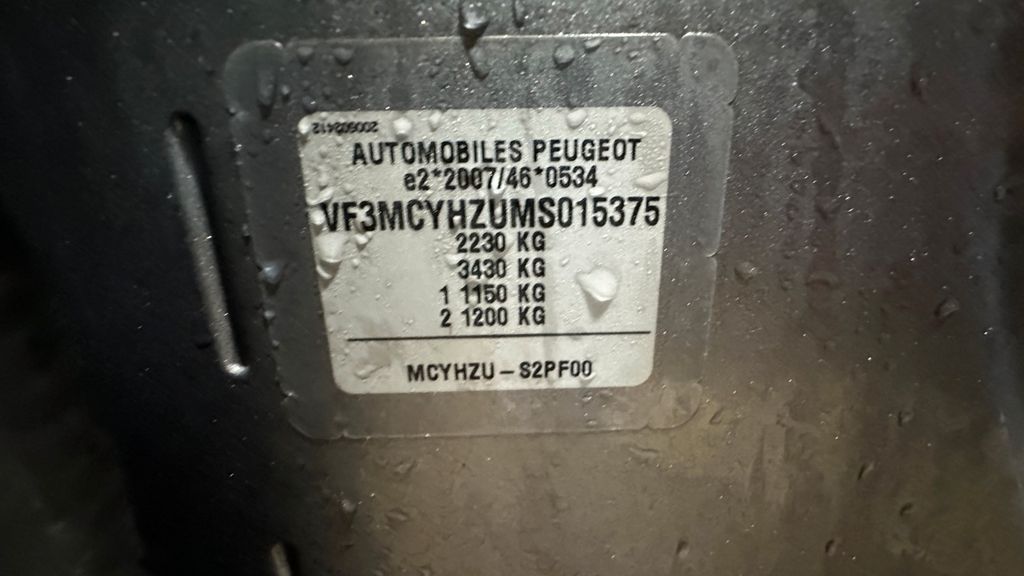 200502412
AUTOMOBILES PEUGEOT
e2*2007/46*0534
VF3MCYHZUMS015375
2230 KG
3430 KG
1 1150 KG
2 1200 KG
MCYHZU - S2PF00